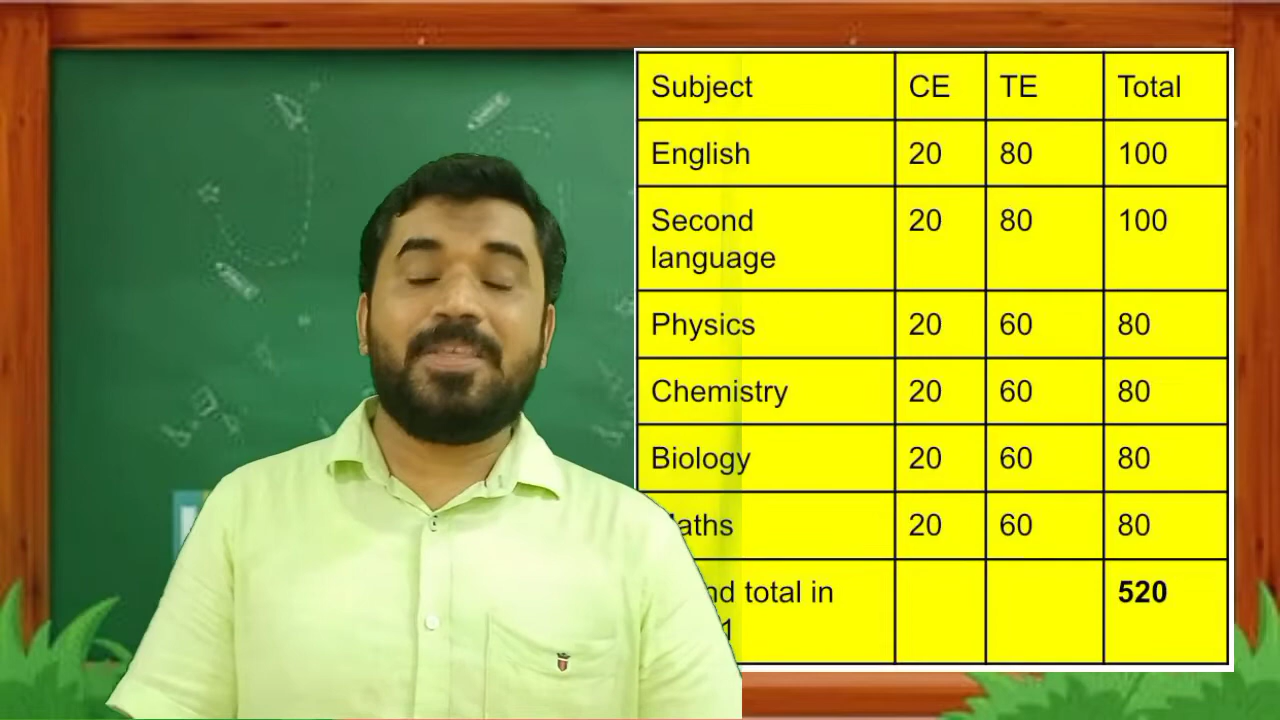 Subject CE TE Total
English 20 80 100
Second 20 80 100
language
Physics 20 60 80
Chemistry 20 60 80
Biology 20 60 80
20 60 80
total in 520